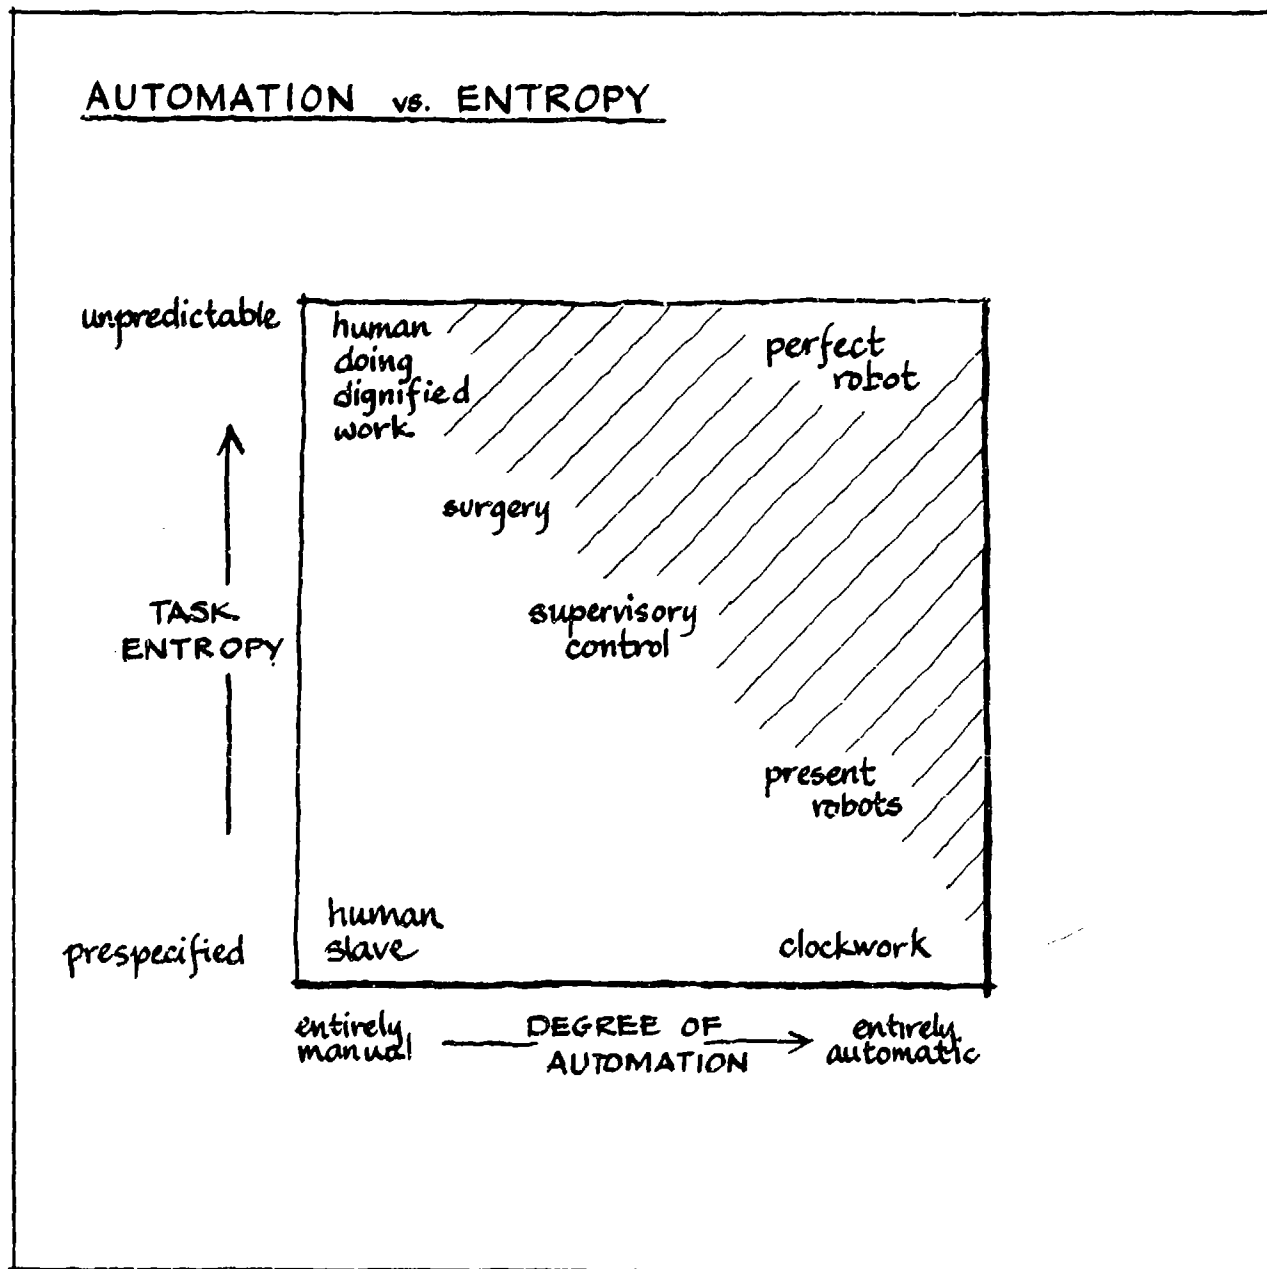 AUTOMATION vs. ENTROPY
unpredictable
human
doing
dignified
work
perfect
robot
surgery
TASK
ENTROPY
supervisory
control
present
robots
human
slave
prespecified
clockwork
entirely
manual
DEGREE OF
AUTOMATION
entirely
automatic